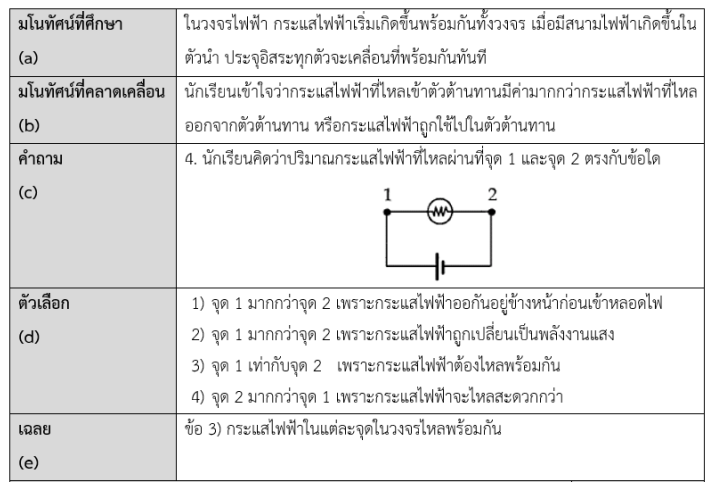 มโนทัศน์ที่ศึกษา
(a)
ในวงจรไฟฟ้า กระแสไฟฟ้าเริ่มเกิดขึ้นพร้อมกันทั้งวงจร เมื่อมีสนามไฟฟ้าเกิดขึ้นใน
ตัวนำ ประจุอิสระทุกตัวจะเคลื่อนที่พร้อมกันทันที
มโนทัศน์ที่คลาดเคลื่อน
(b)
นักเรียนเข้าใจว่ากระแสไฟฟ้าที่ไหลเข้าตัวต้านทานมีค่ามากกว่ากระแสไฟฟ้าที่ไหล
ออกจากตัวต้านทาน หรือกระแสไฟฟ้าถูกใช้ไปในตัวต้านทาน
คำถาม
(c)
4. นักเรียนคิดว่าปริมาณกระแสไฟฟ้าที่ไหลผ่านที่จุด 1 และจุด 2 ตรงกับข้อใด
1 2
ตัวเลือก
(d)
1) จุด 1 มากกว่าจุด 2 เพราะกระแสไฟฟ้าออกันอยู่ข้างหน้าก่อนเข้าหลอดไฟ
2) จุด 1 มากกว่าจุด 2 เพราะกระแสไฟฟ้าถูกเปลี่ยนเป็นพลังงานแสง
3) จุด 1 เท่ากับจุด 2 เพราะกระแสไฟฟ้าต้องไหลพร้อมกัน
4) จุด 2 มากกว่าจุด 1 เพราะกระแสไฟฟ้าจะไหลสะดวกกว่า
เฉลย
(e)
ข้อ 3) กระแสไฟฟ้าในแต่ละจุดในวงจรไหลพร้อมกัน